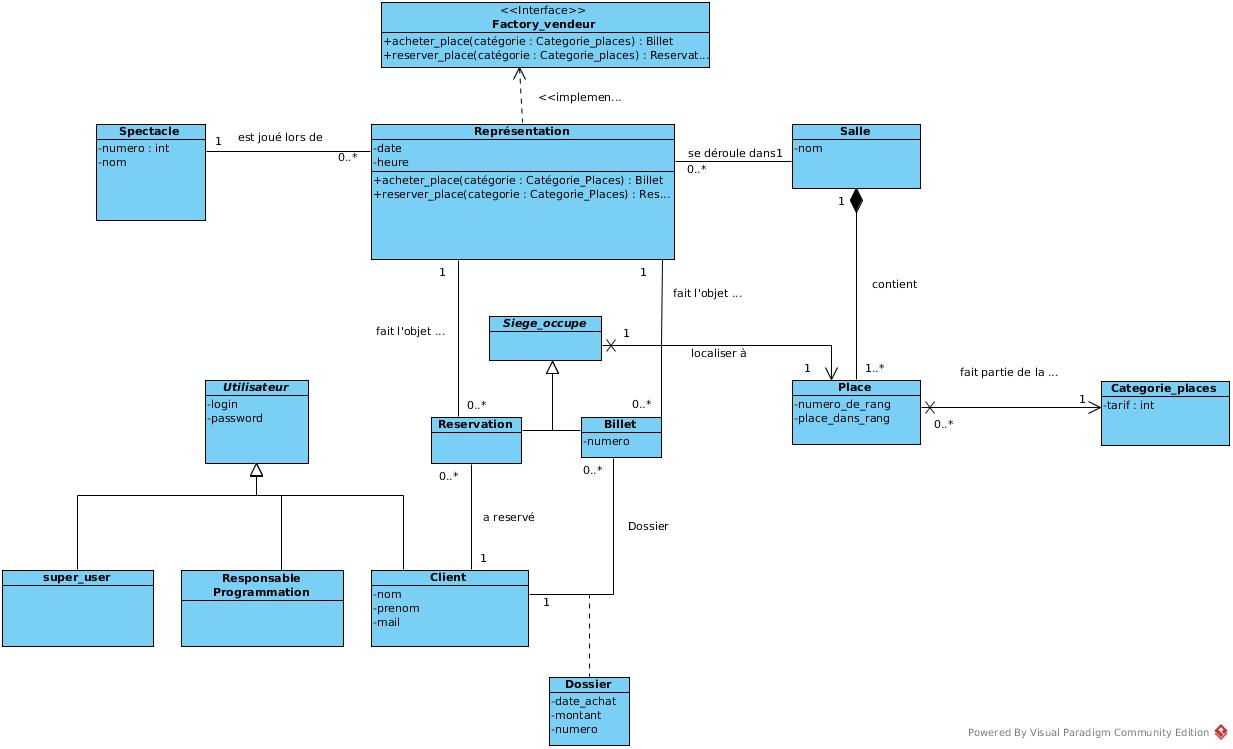 <<Interface>>
Factory_vendeur
+acheter_place(catégorie : Categorie_places) : Billet
+reserver_place(catégorie : Categorie_places) : Reservat...
<<implemen...
Spectacle
-numero : int
-nom
1
est joué lors de
0..*
Représentation
-date
-heure
+acheter_place(catégorie : Catégorie_Places) : Billet
+reserver_place(categorie : Categorie_Places) : Res...
se déroule dans1
0..*
Salle
-nom
1
contient
1..*
1
fait l'objet ...
0..*
1
fait l'objet ...
0..*
Siege_occupe
1
localiser à
1
Place
-numero_de_rang
-place_dans_rang
fait partie de la ...
1
0..*
Categorie_places
-tarif : int
Utilisateur
-login
-password
Reservation
Billet
-numero
0..*
a reservé
1
0..*
Dossier
1
super_user
Responsable
Programmation
Client
-nom
-prenom
-mail
Dossier
-date_achat
-montant
-numero
Powered By Visual Paradigm Community Edition